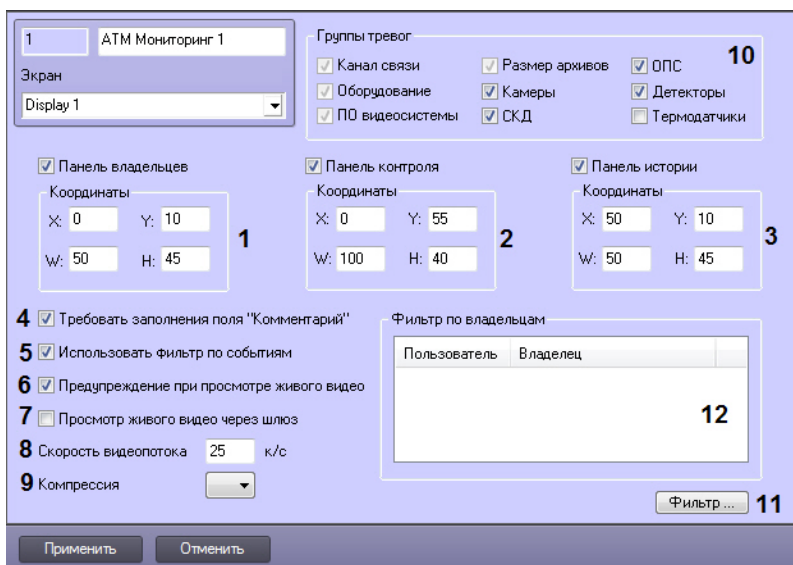 1 АТМ Мониторинг 1
Экран
Display 1
Группы тревог
Канал связи Размер архивов ОПС 10
Оборудование Камеры Детекторы
ПО видеосистемы СКД Термодатчики
Панель владельцев Панель контроля Панель истории
Координаты Координаты Координаты
X: 0 Y: 10 X: 0 Y: 55 X: 50 Y: 10
1 2 3
W: 50 H: 45 W: 100 H: 40 W: 50 H: 45
4 Требовать заполнения поля "Комментарий"
5 Использовать фильтр по событиям
6 Предупреждение при просмотре живого видео
7 Просмотр живого видео через шлюз
8 Скорость видеопотока 25 к/с
9 Компрессия
Фильтр по владельцам
Пользователь Владелец
12
Фильтр ... 11
Применить Отменить